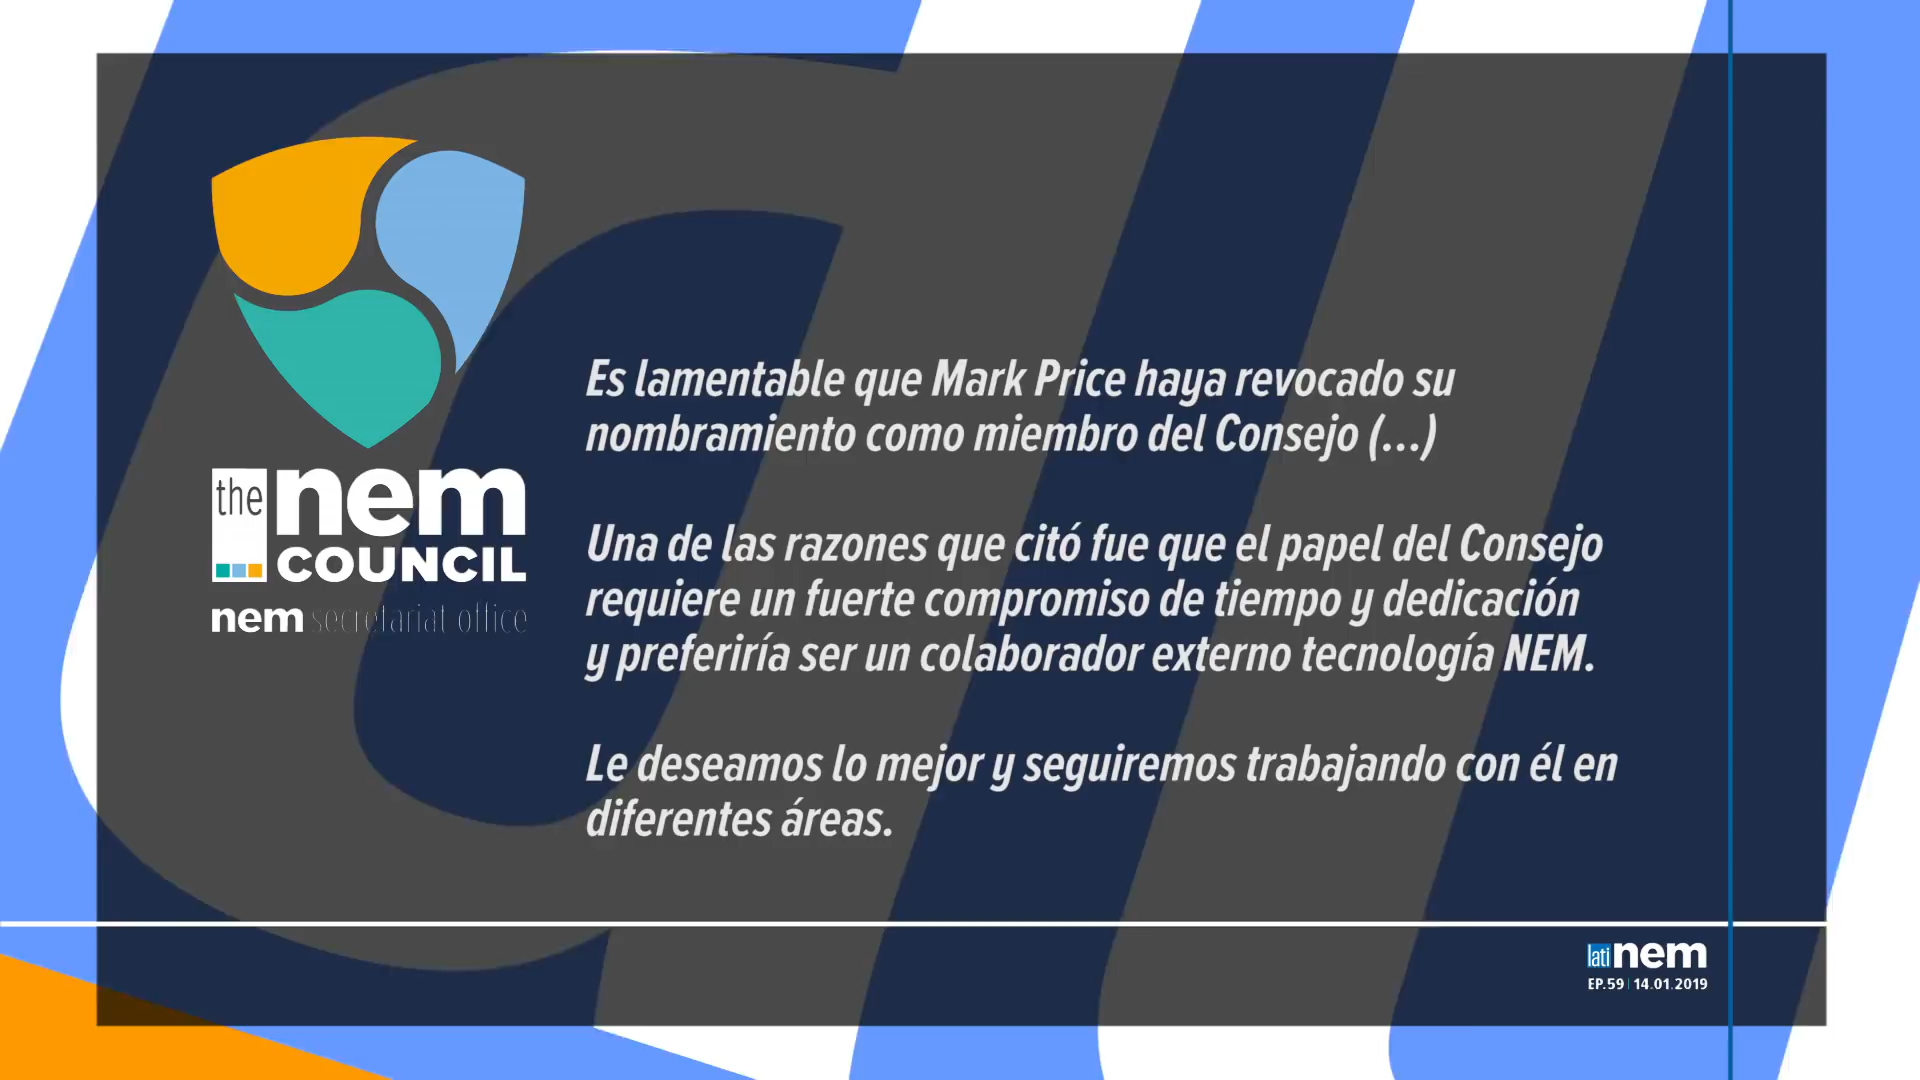 the nem
COUNCIL
nem secretariat office
Es lamentable que Mark Price haya revocado su
nombramiento como miembro del Consejo (...)
Una de las razones que citó fue que el papel del Consejo
requiere un fuerte compromiso de tiempo y dedicación
y preferiría ser un colaborador externo tecnología NEM.
Le deseamos lo mejor y seguiremos trabajando con él en
diferentes áreas.
latinem
EP.59 | 14.01.2019